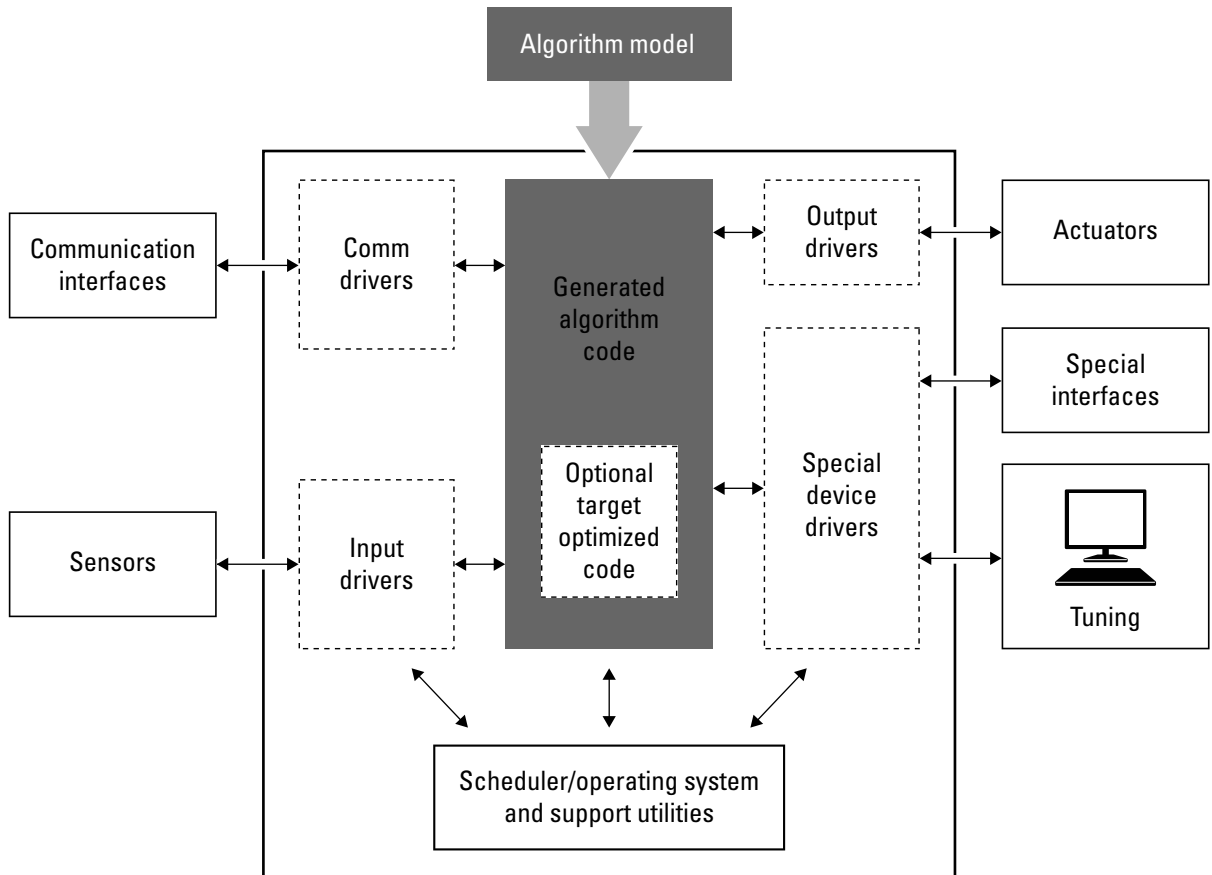 Algorithm model
Communication
interfaces
Comm
drivers
Generated
algorithm
code
Output
drivers
Actuators
Special
interfaces
Sensors
Input
drivers
Optional
target
optimized
code
Special
device
drivers
Tuning
Scheduler/operating system
and support utilities